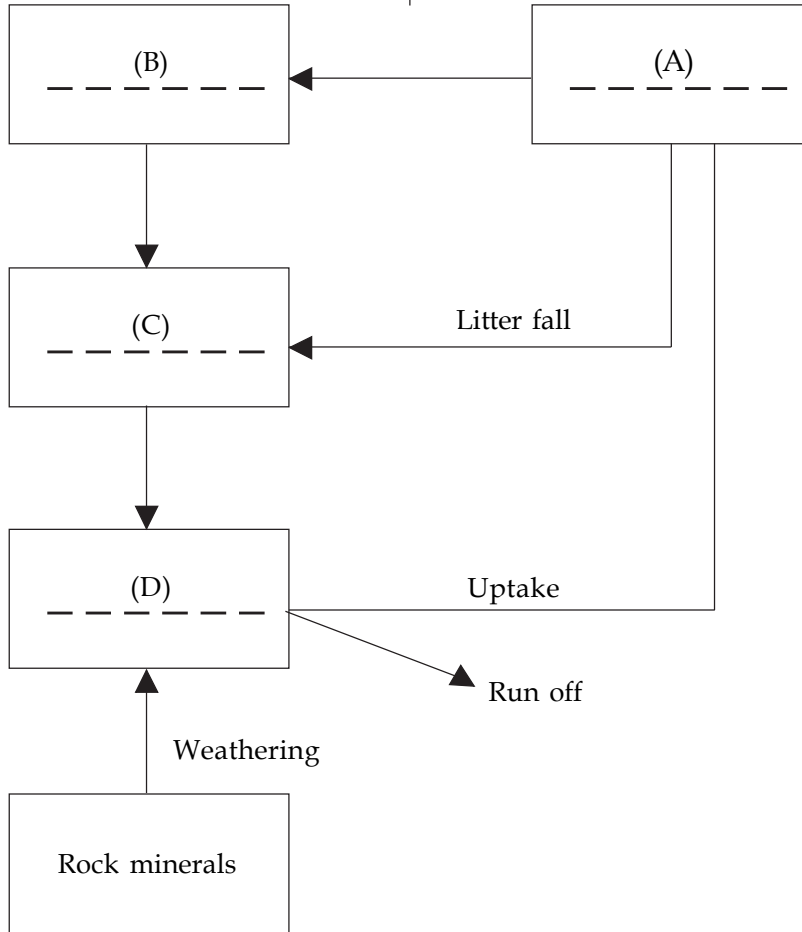 (B)
(A)
(C)
Litter fall
(D)
Uptake
Run off
Weathering
Rock minerals